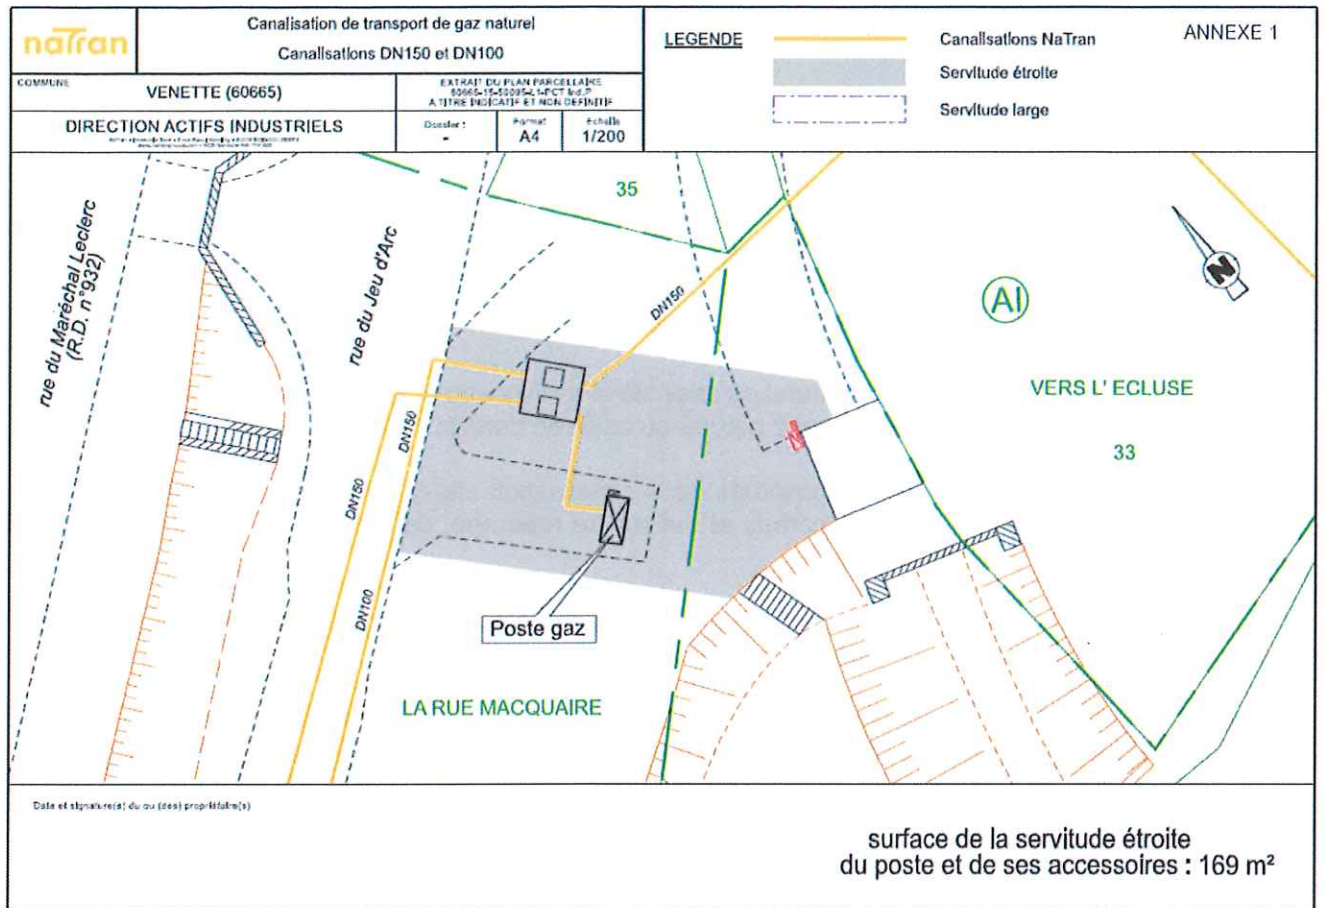 naTran
Canalisation de transport de gaz naturel
Canalisations DN150 et DN100
COMMUNE
VENETTE (60665)
EXTRAIT DU PLAN PARCELLAIRE
A TITRE INDICATIF ET NON DEFINITIF
DIRECTION ACTIFS INDUSTRIELS
Dossier :
-
Format
A4
Echelle
1/200
LEGENDE
Canalisations NaTran
Servitude étroite
Servitude large
ANNEXE 1
rue du Maréchal Leclerc
(R.D. n°932)
rue du Jeu d'Arc
35
DN150
N
AI
VERS L' ECLUSE
33
DN150
DN150
DN100
Poste gaz
LA RUE MACQUAIRE
Date et signature(s) du ou (des) propriétaire(s)
surface de la servitude étroite
du poste et de ses accessoires : 169 m²